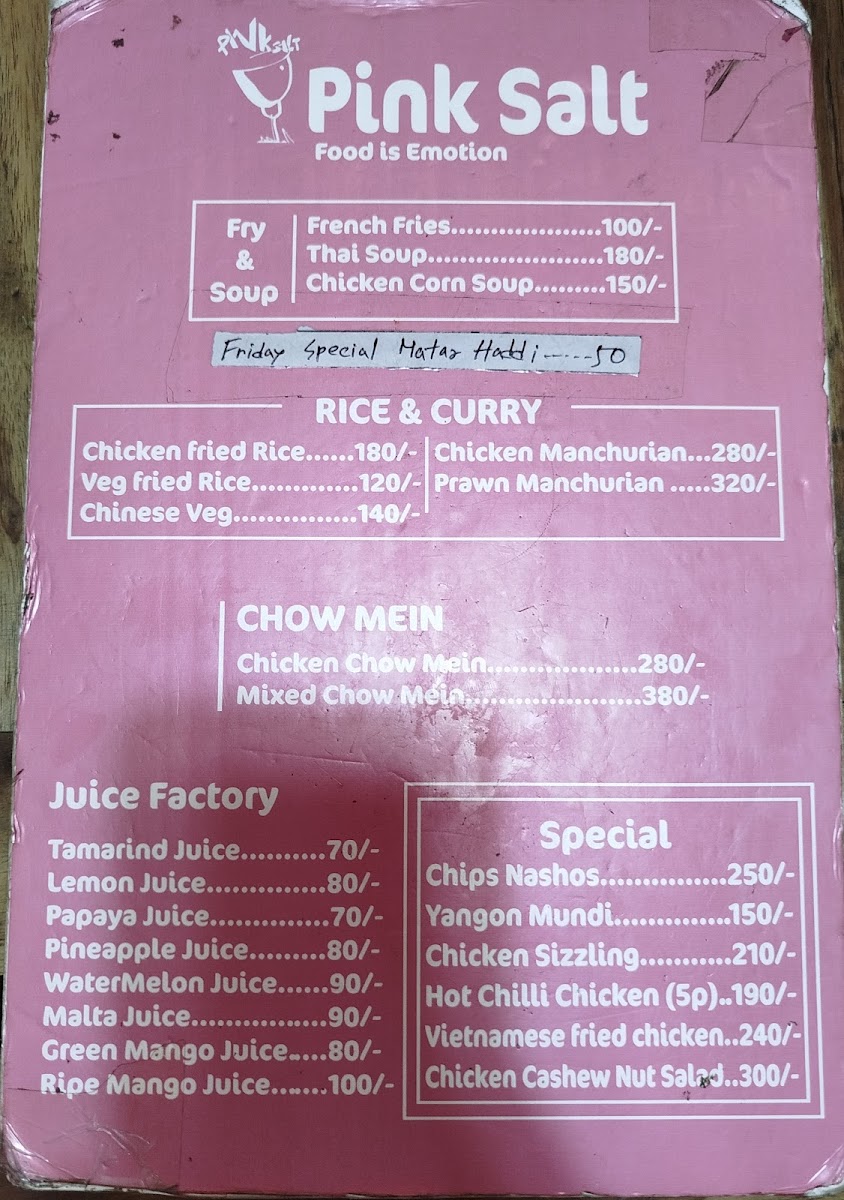 PINK SALT
Pink Salt
Food is Emotion
Fry
&
Soup
French Fries....................100/-
Thai Soup.......................180/-
Chicken Corn Soup.........150/-
Friday Special Matar Haddi-----50
RICE & CURRY
Chicken fried Rice......180/-
Veg fried Rice..............120/-
Chinese Veg................140/-
Chicken Manchurian...280/-
Prawn Manchurian .....320/-
CHOW MEIN
Chicken Chow Mein..................280/-
Mixed Chow Mein.......................380/-
Juice Factory
Tamarind Juice...........70/-
Lemon Juice...............80/-
Papaya Juice...............70/-
Pineapple Juice..........80/-
WaterMelon Juice......90/-
Malta Juice.................90/-
Green Mango Juice.....80/-
Ripe Mango Juice.......100/-
Special
Chips Nashos................250/-
Yangon Mundi..............150/-
Chicken Sizzling............210/-
Hot Chilli Chicken (5p)..190/-
Vietnamese fried chicken..240/-
Chicken Cashew Nut Salad..300/-